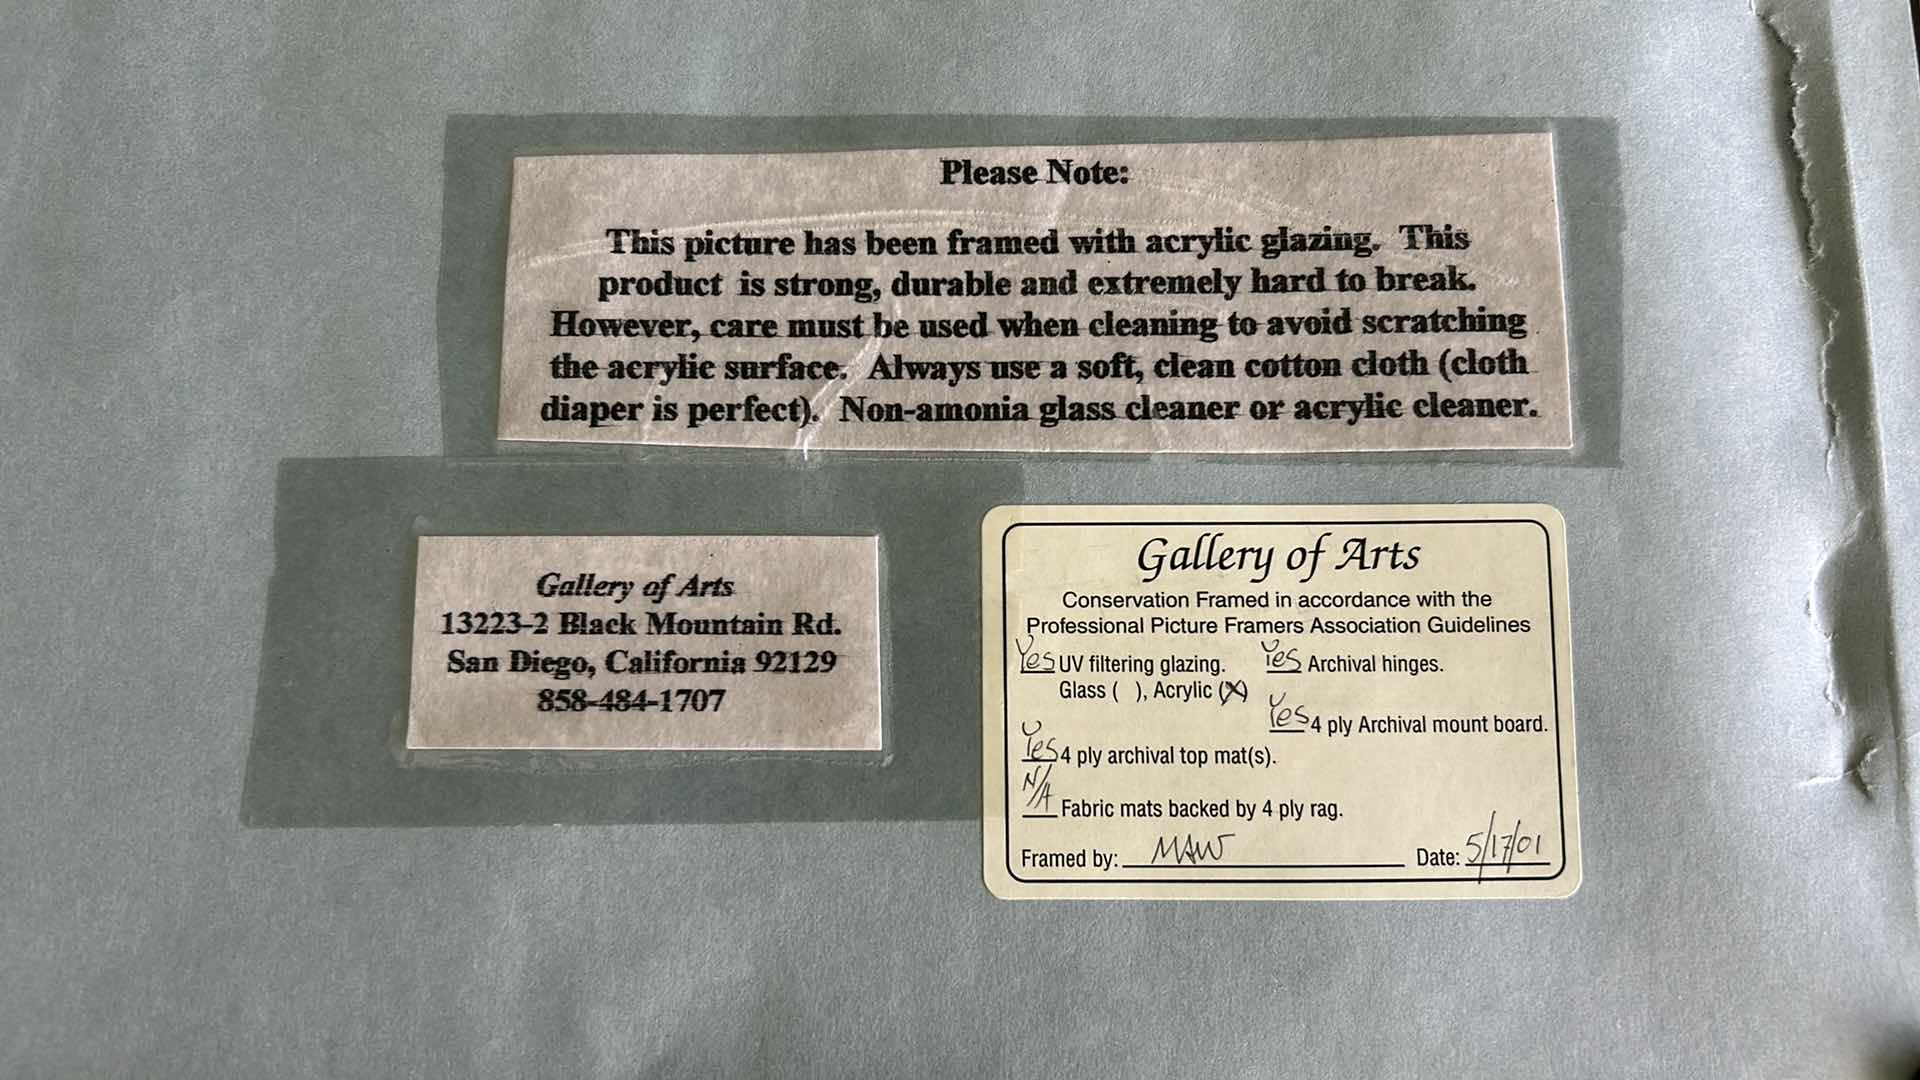 Please Note:
This picture has been framed with acrylic glazing. This
product is strong, durable and extremely hard to break.
However, care must be used when cleaning to avoid scratching
the acrylic surface. Always use a soft, clean cotton cloth (cloth
diaper is perfect). Non-amonia glass cleaner or acrylic cleaner.
Gallery of Arts
13223-2 Black Mountain Rd.
San Diego, California 92129
858-484-1707
Gallery of Arts
Conservation Framed in accordance with the
Professional Picture Framers Association Guidelines
Yes UV filtering glazing. Yes Archival hinges.
Glass ( ), Acrylic (X)
Yes 4 ply Archival mount board.
Yes 4 ply archival top mat(s).
N/A Fabric mats backed by 4 ply rag.
Framed by: MAW Date: 5/17/01